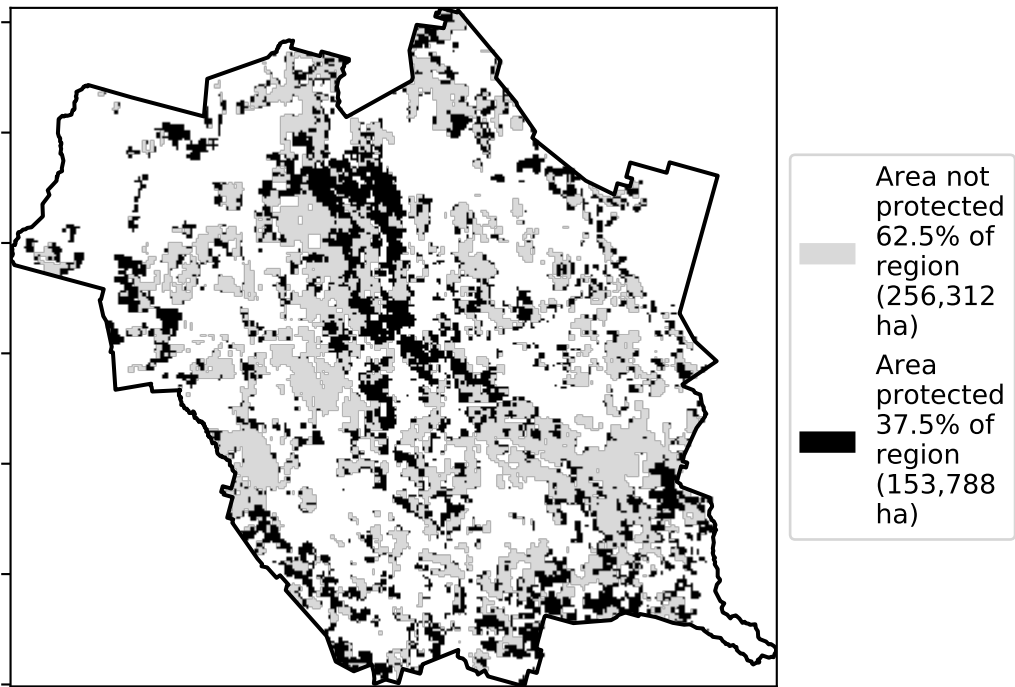 Area not
protected
62.5% of
region
(256,312
ha)
Area
protected
37.5% of
region
(153,788
ha)